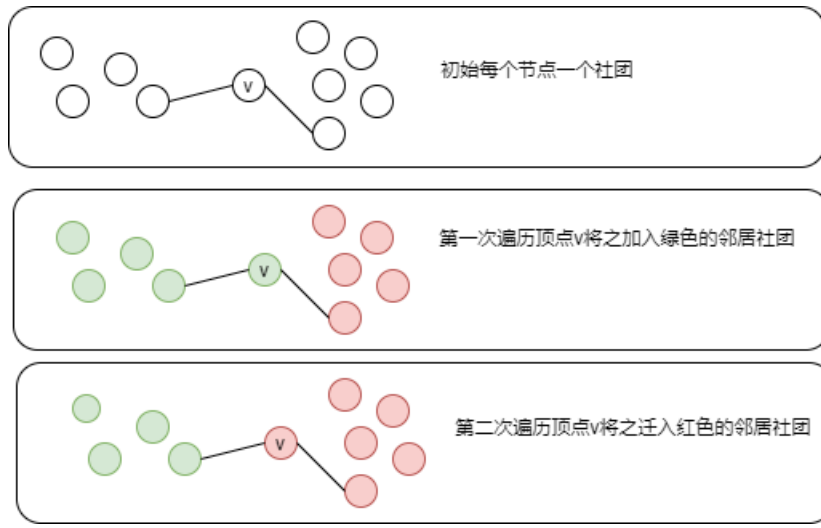 初始每个节点一个社团
v
第一次遍历顶点v将之加入绿色的邻居社团
v
第二次遍历顶点v将之迁入红色的邻居社团
v